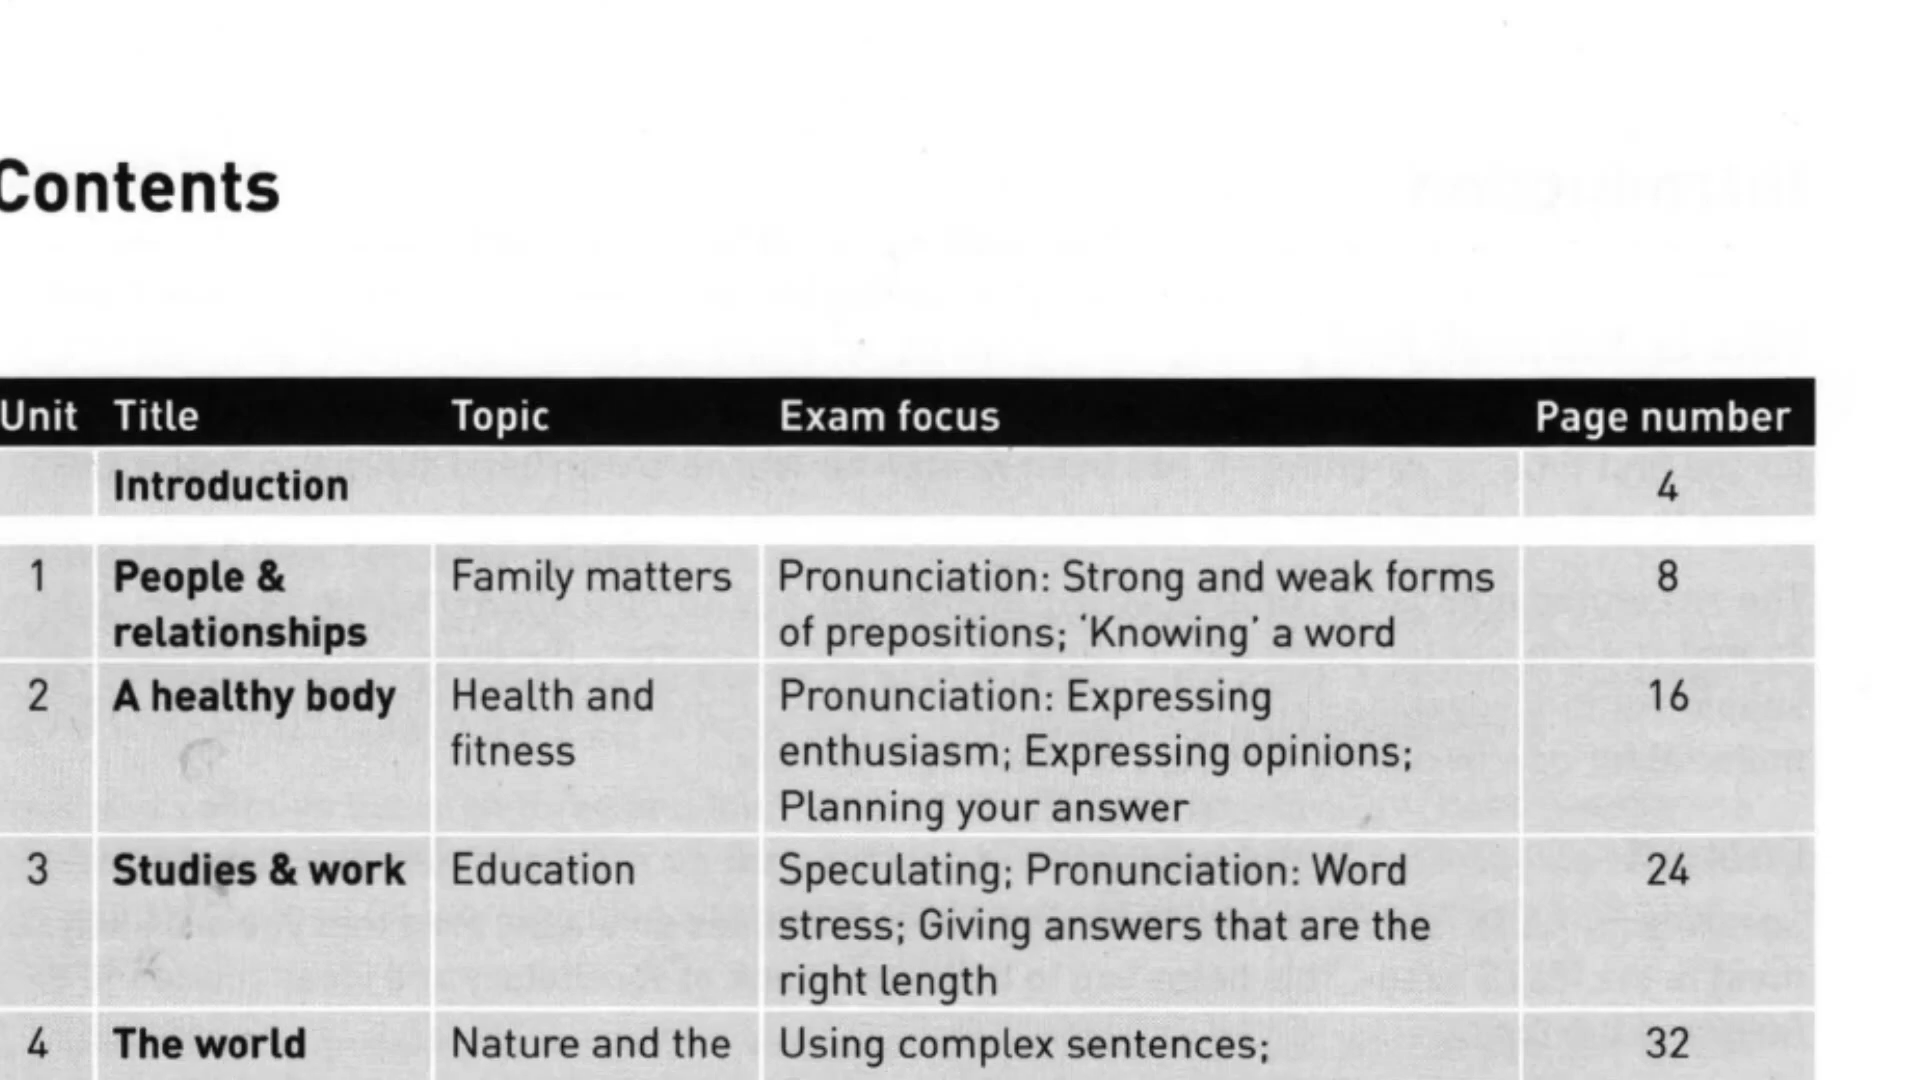 Contents
Unit Title Topic Exam focus Page number
Introduction 4
1 People & Family matters Pronunciation: Strong and weak forms 8
relationships of prepositions; ‘Knowing’ a word
2 A healthy body Health and Pronunciation: Expressing 16
fitness enthusiasm; Expressing opinions;
Planning your answer
3 Studies & work Education Speculating; Pronunciation: Word 24
stress; Giving answers that are the
right length
4 The world Nature and the Using complex sentences; 32